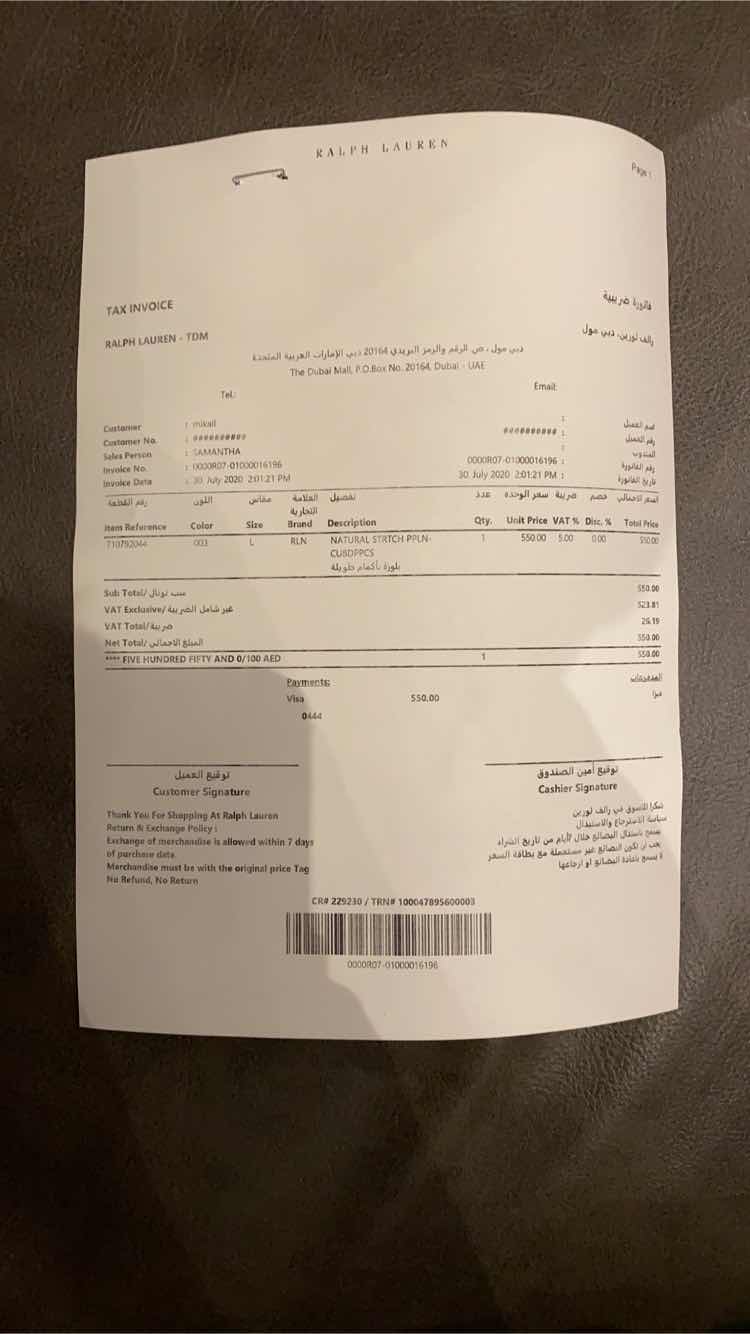 RALPH LAUREN
Page 1
TAX INVOICE
فاتورة ضريبية
RALPH LAUREN - TDM
رالف لورين، دبي مول
دبي مول ، ص. الرقم والرمز البريدي 20164 دبي الإمارات العربية المتحدة
The Dubai Mall, P.O.Box No. 20164, Dubai - UAE
Tel.:
Email:
Customer : mikail : اسم العميل
Customer No. : ########## ########## : رقم العميل
Sales Person : SAMANTHA : المندوب
Invoice No. : 0000R07-01000016196 0000R07-01000016196 : رقم الفاتورة
Invoice Data : 30 July 2020 2:01:21 PM 30 July 2020 2:01:21 PM : تاريخ الفاتورة
رقم القطعة اللون مقاس العلامة التجارية تفصيل عدد سعر الوحده ضريبة خصم السعر الاجمالي
Item Reference Color Size Brand Description Qty. Unit Price VAT % Disc. % Total Price
710792044 003 L RLN NATURAL STRTCH PPLN- 1 550.00 5.00 0.00 550.00
CUBDPPCS
بلوزة بأكمام طويلة
Sub Total/ سب توتال 550.00
VAT Exclusive/ غير شامل الضريبة 523.81
VAT Total/ ضريبة 26.19
Net Total/ المبلغ الاجمالي 550.00
**** FIVE HUNDRED FIFTY AND 0/100 AED 1 550.00
Payments: المدفوعات
Visa 550.00 فيزا
0444
توقيع العميل
Customer Signature
توقيع أمين الصندوق
Cashier Signature
Thank You For Shopping At Ralph Lauren
Return & Exchange Policy :
Exchange of merchandise is allowed within 7 days
of purchase date.
Merchandise must be with the original price Tag
No Refund, No Return
شكرا للتسوق في رالف لورين
سياسة الاسترجاع والاستبدال
يسمح باستبدال البضائع خلال 7أيام من تاريخ الشراء
يجب أن تكون البضائع غير مستعملة مع بطاقة السعر
لا يسمح باعادة البضائع او ارجاعها
CR# 229230 / TRN# 100047895600003
0000R07-01000016196